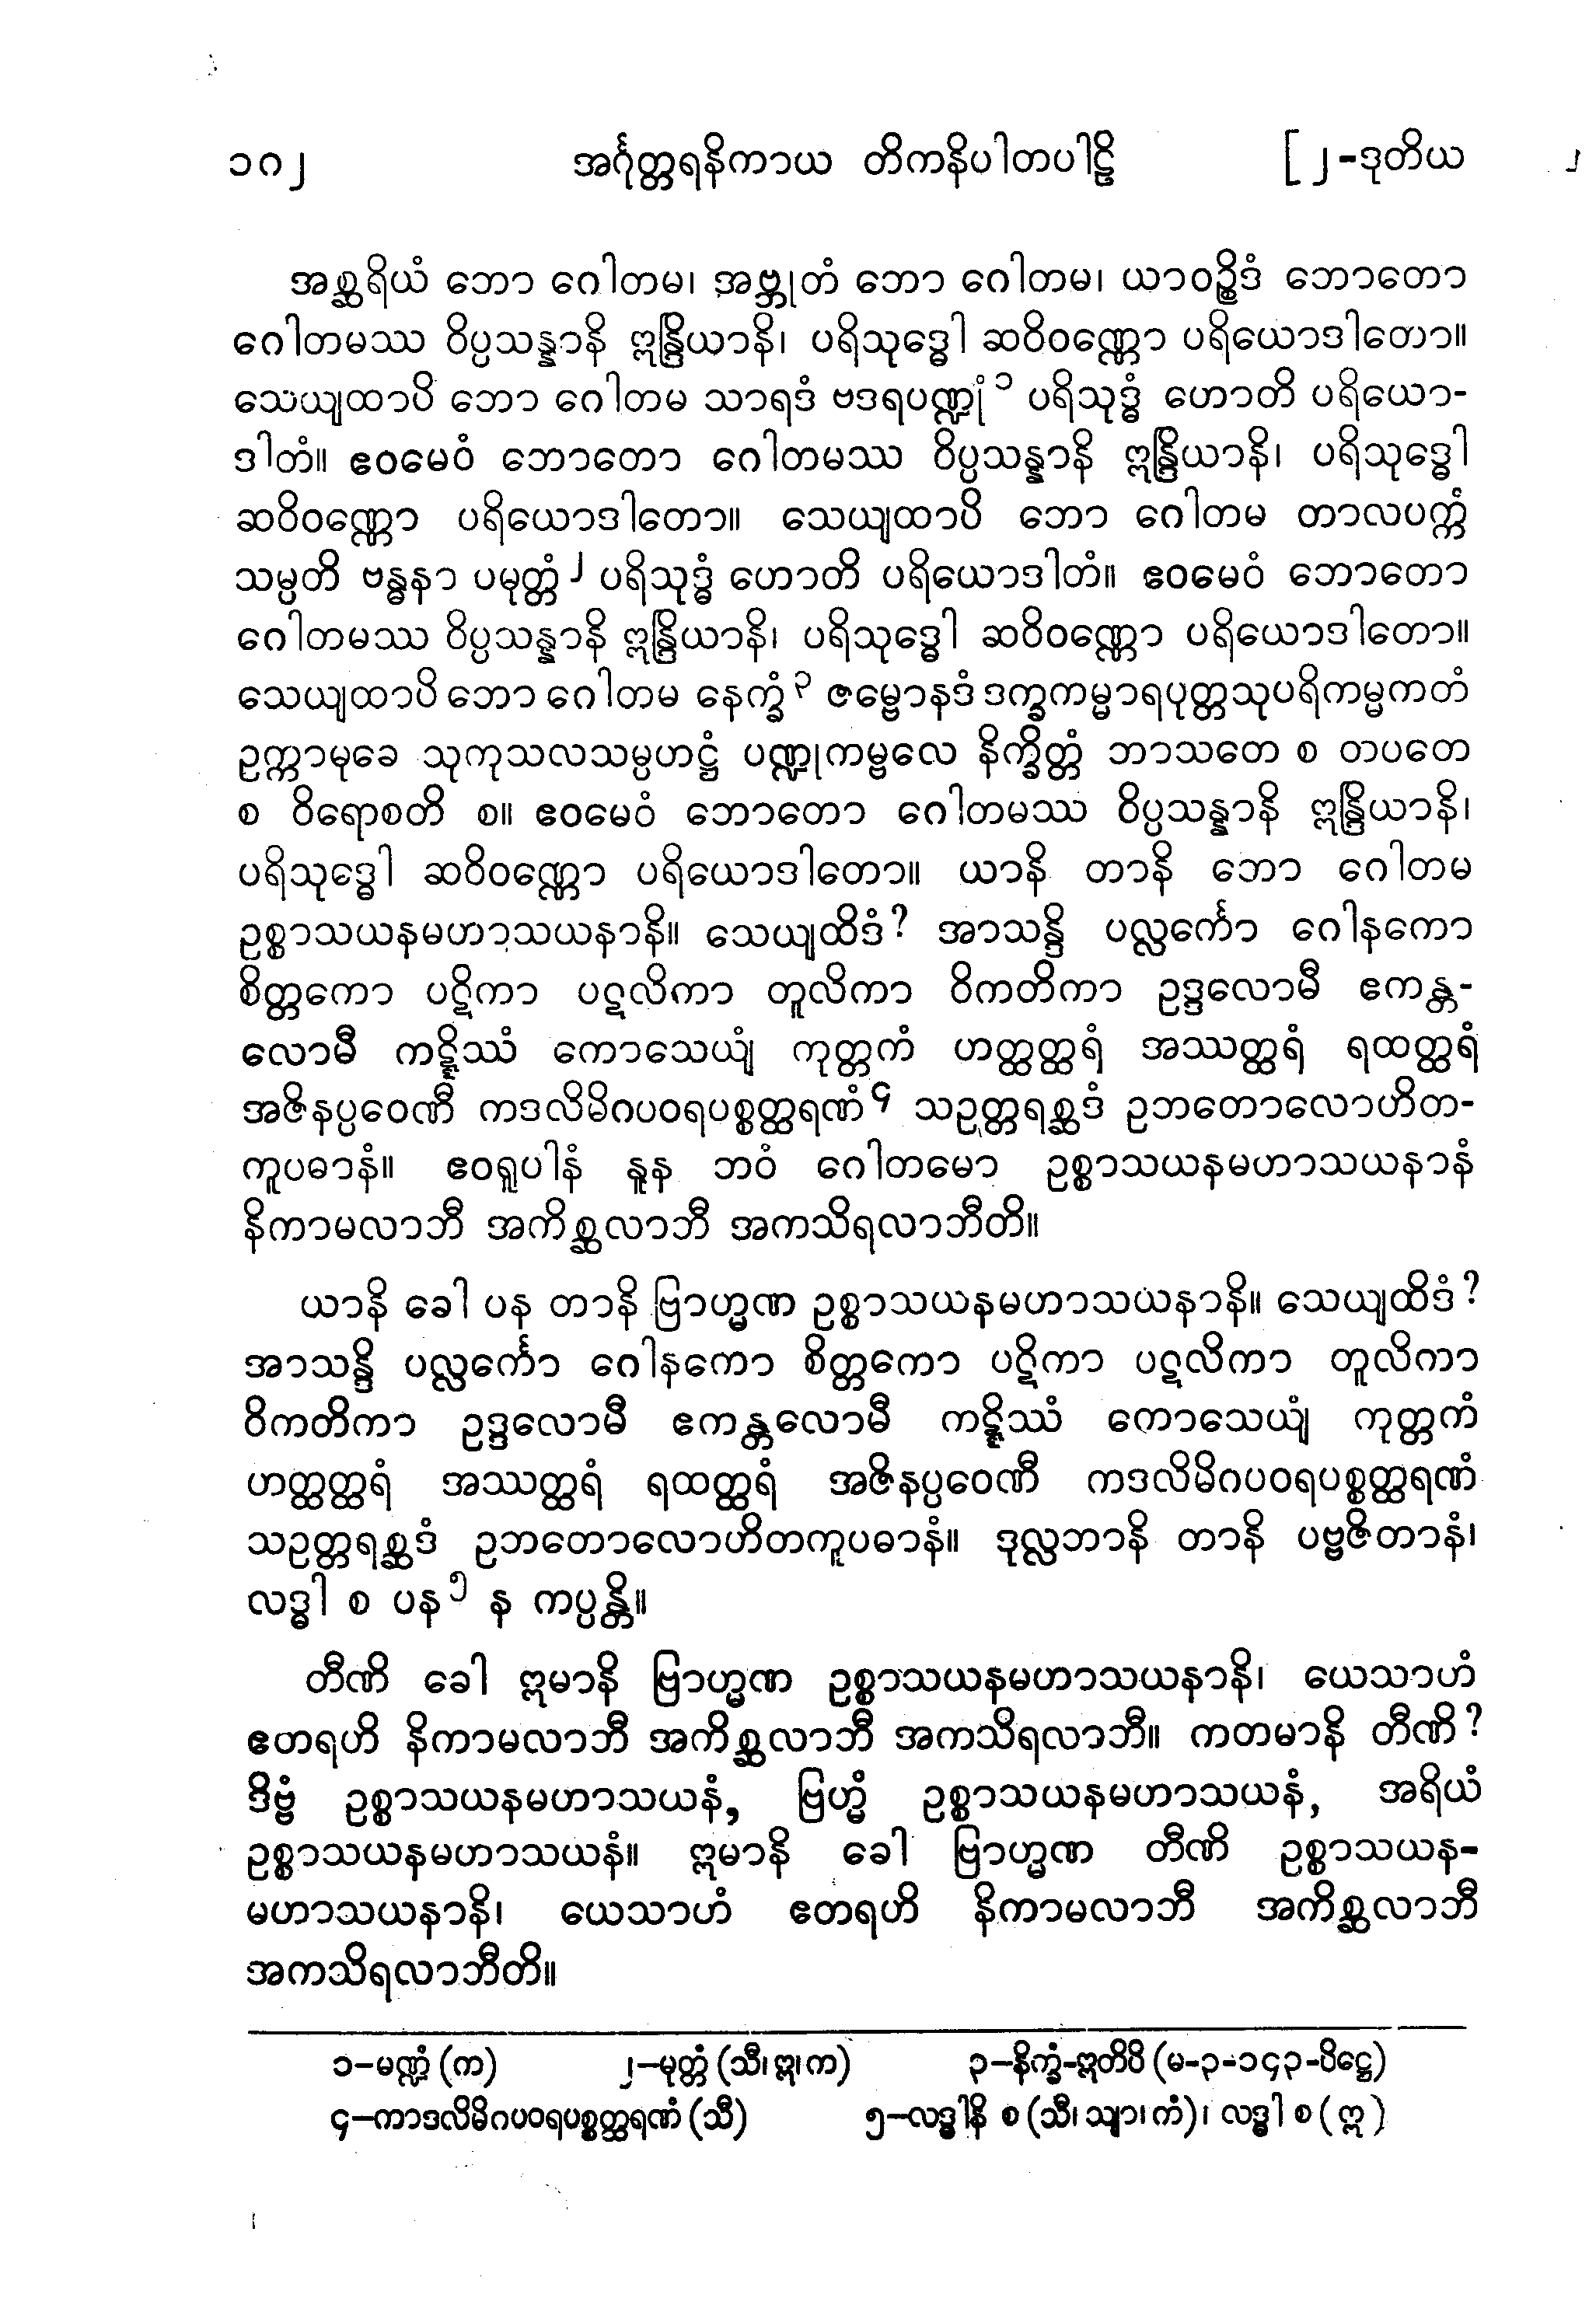 ၁၈၂ အင်္ဂုတ္တရနိကာယ တိကနိပါတပါဠိ [၂-ဒုတိယ
အစ္ဆရိယံ ဘော ဂေါတမ၊ အဗ္ဘုတံ ဘော ဂေါတမ၊ ယာဝဉ္စိဒံ ဘောတော
ဂေါတမဿ ဝိပ္ပသန္နာနိ ဣန္ဒြိယာနိ၊ ပရိသုဒ္ဓေါ ဆဝိဝဏ္ဏော ပရိယောဒါတော။
သေယျထာပိ ဘော ဂေါတမ သာရဒံ ဗဒရပဏ္ဍုံ၁ ပရိသုဒ္ဓံ ဟောတိ ပရိယော-
ဒါတံ။ ဧဝမေဝံ ဘောတော ဂေါတမဿ ဝိပ္ပသန္နာနိ ဣန္ဒြိယာနိ၊ ပရိသုဒ္ဓေါ
ဆဝိဝဏ္ဏော ပရိယောဒါတော။ သေယျထာပိ ဘော ဂေါတမ တာလပက္ကံ
သမ္ပတိ ဗန္ဓနာ ပမုတ္တံ၂ ပရိသုဒ္ဓံ ဟောတိ ပရိယောဒါတံ။ ဧဝမေဝံ ဘောတော
ဂေါတမဿ ဝိပ္ပသန္နာနိ ဣန္ဒြိယာနိ၊ ပရိသုဒ္ဓေါ ဆဝိဝဏ္ဏော ပရိယောဒါတော။
သေယျထာပိ ဘော ဂေါတမ နေက္ခံ၃ ဇမ္ဗောနဒံ ဒက္ခကမ္မာရပုတ္တသုပရိကမ္မကတံ
ဥက္ကာမုခေ သုကုသလသမ္ပဟဋ္ဌံ ပဏ္ဍုကမ္ဗလေ နိက္ခိတ္တံ ဘာသတေ စ တပတေ
စ ဝိရောစတိ စ။ ဧဝမေဝံ ဘောတော ဂေါတမဿ ဝိပ္ပသန္နာနိ ဣန္ဒြိယာနိ၊
ပရိသုဒ္ဓေါ ဆဝိဝဏ္ဏော ပရိယောဒါတော။ ယာနိ တာနိ ဘော ဂေါတမ
ဥစ္စာသယနမဟာသယနာနိ။ သေယျထိဒံ? အာသန္ဒိ ပလ္လင်္ကော ဂေါနကော
စိတ္တကော ပဋိကာ ပဋလိကာ တူလိကာ ဝိကတိကာ ဥဒ္ဒလောမီ ဧကန္တ-
လောမီ ကဋ္ဋိဿံ ကောသေယျံ ကုတ္တကံ ဟတ္ထတ္ထရံ အဿတ္ထရံ ရထတ္ထရံ
အဇိနပ္ပဝေဏီ ကဒလိမိဂပဝရပစ္စတ္ထရဏံ၄ သဥတ္တရစ္ဆဒံ ဥဘတောလောဟိတ-
ကူပဓာနံ။ ဧဝရူပါနံ နူန ဘဝံ ဂေါတမော ဥစ္စာသယနမဟာသယနာနံ
နိကာမလာဘီ အကိစ္ဆလာဘီ အကသိရလာဘီတိ။
ယာနိ ခေါ ပန တာနိ ဗြာဟ္မဏ ဥစ္စာသယနမဟာသယနာနိ။ သေယျထိဒံ?
အာသန္ဒိ ပလ္လင်္ကော ဂေါနကော စိတ္တကော ပဋိကာ ပဋလိကာ တူလိကာ
ဝိကတိကာ ဥဒ္ဒလောမီ ဧကန္တလောမီ ကဋ္ဋိဿံ ကောသေယျံ ကုတ္တကံ
ဟတ္ထတ္ထရံ အဿတ္ထရံ ရထတ္ထရံ အဇိနပ္ပဝေဏီ ကဒလိမိဂပဝရပစ္စတ္ထရဏံ
သဥတ္တရစ္ဆဒံ ဥဘတောလောဟိတကူပဓာနံ။ ဒုလ္လဘာနိ တာနိ ပဗ္ဗဇိတာနံ၊
လဒ္ဓါ စ ပန၅ န ကပ္ပန္တိ။
တီဏိ ခေါ ဣမာနိ ဗြာဟ္မဏ ဥစ္စာသယနမဟာသယနာနိ၊ ယေသာဟံ
ဧတရဟိ နိကာမလာဘီ အကိစ္ဆလာဘီ အကသိရလာဘီ။ ကတမာနိ တီဏိ?
ဒိဗ္ဗံ ဥစ္စာသယနမဟာသယနံ, ဗြဟ္မံ ဥစ္စာသယနမဟာသယနံ, အရိယံ
ဥစ္စာသယနမဟာသယနံ။ ဣမာနိ ခေါ ဗြာဟ္မဏ တီဏိ ဥစ္စာသယန-
မဟာသယနာနိ၊ ယေသာဟံ ဧတရဟိ နိကာမလာဘီ အကိစ္ဆလာဘီ
အကသိရလာဘီတိ။
၁–မဏ္ဍံ (က) ၂–မုတ္တံ (သီ၊ ဣ၊ က) ၃–နိက္ခံ-ဣတိပိ (မ-၃-၁၄၃-ပိဋ္ဌေ)
၄–ကာဒလိမိဂပဝရပစ္စတ္ထရဏံ (သီ) ၅–လဒ္ဓါနိ စ (သီ၊ သျာ၊ ကံ)၊ လဒ္ဓါ စ (ဣ)